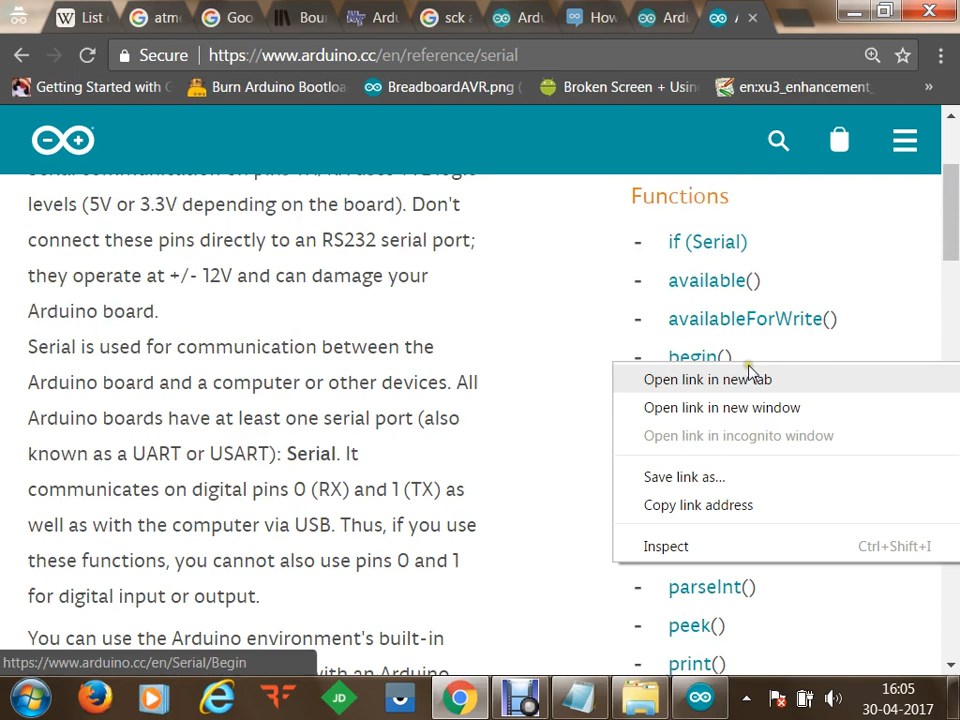 List
atme
Goo
Bour
Ardu
sck a
Ardu
How
Ardu
A
Secure
https://www.arduino.cc/en/reference/serial
Getting Started with C
Burn Arduino Bootloa
BreadboardAVR.png (
Broken Screen + Usin
en:xu3_enhancement_
»
levels (5V or 3.3V depending on the board). Don't
connect these pins directly to an RS232 serial port;
they operate at +/- 12V and can damage your
Arduino board.
Serial is used for communication between the
Arduino board and a computer or other devices. All
Arduino boards have at least one serial port (also
known as a UART or USART): Serial. It
communicates on digital pins 0 (RX) and 1 (TX) as
well as with the computer via USB. Thus, if you use
these functions, you cannot also use pins 0 and 1
for digital input or output.
You can use the Arduino environment's built-in
with an Arduino
Functions
- if (Serial)
- available()
- availableForWrite()
- begin()
Open link in new tab
Open link in new window
Open link in incognito window
Save link as...
Copy link address
Inspect Ctrl+Shift+I
- parseInt()
- peek()
- print()
https://www.arduino.cc/en/Serial/Begin
JD
16:05
30-04-2017